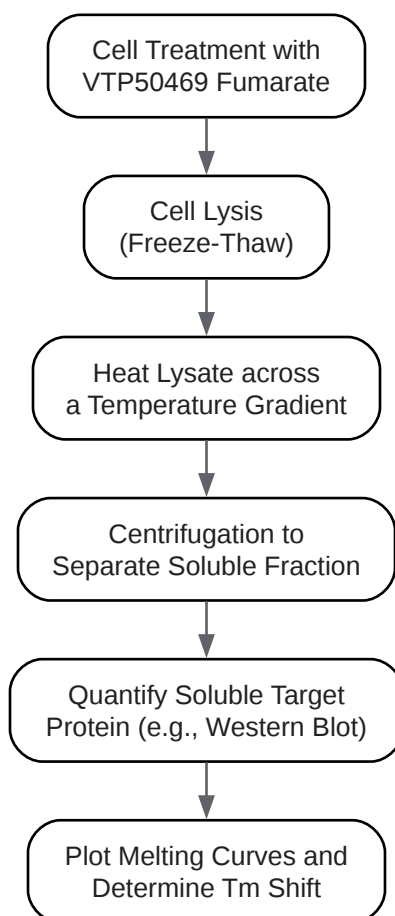 Cell Treatment with
VTP50469 Fumarate
Cell Lysis
(Freeze-Thaw)
Heat Lysate across
a Temperature Gradient
Centrifugation to
Separate Soluble Fraction
Quantify Soluble Target
Protein (e.g., Western Blot)
Plot Melting Curves and
Determine Tm Shift